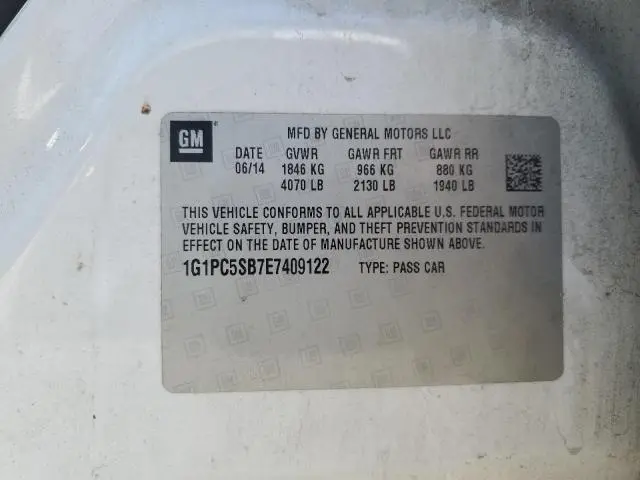 GM
MFD BY GENERAL MOTORS LLC
DATE GVWR GAWR FRT GAWR RR
06/14 1846 KG 966 KG 880 KG
4070 LB 2130 LB 1940 LB
THIS VEHICLE CONFORMS TO ALL APPLICABLE U.S. FEDERAL MOTOR
VEHICLE SAFETY, BUMPER, AND THEFT PREVENTION STANDARDS IN
EFFECT ON THE DATE OF MANUFACTURE SHOWN ABOVE.
1G1PC5SB7E7409122 TYPE: PASS CAR